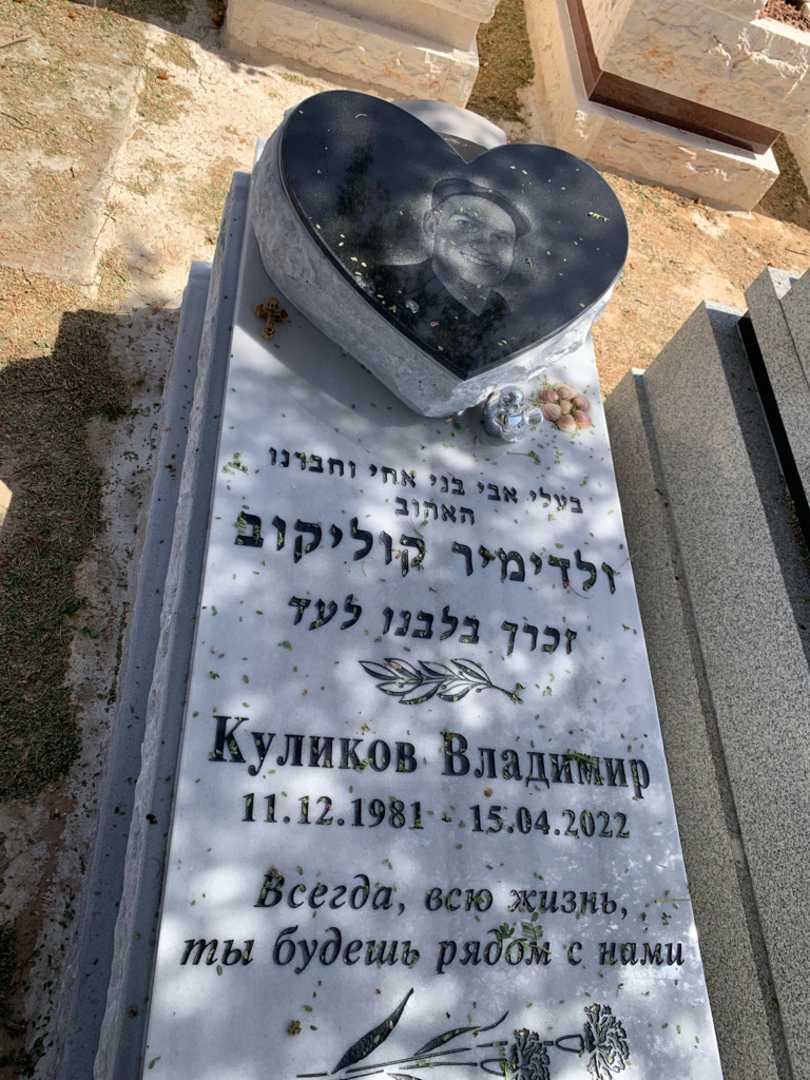 בעלי אבי בני אחי וחברנו
האהוב
ולדימיר קוליקוב
זכרך בלבנו לעד
Куликов Владимир
11.12.1981 - 15.04.2022
Всегда, всю жизнь,
ты будешь рядом с нами